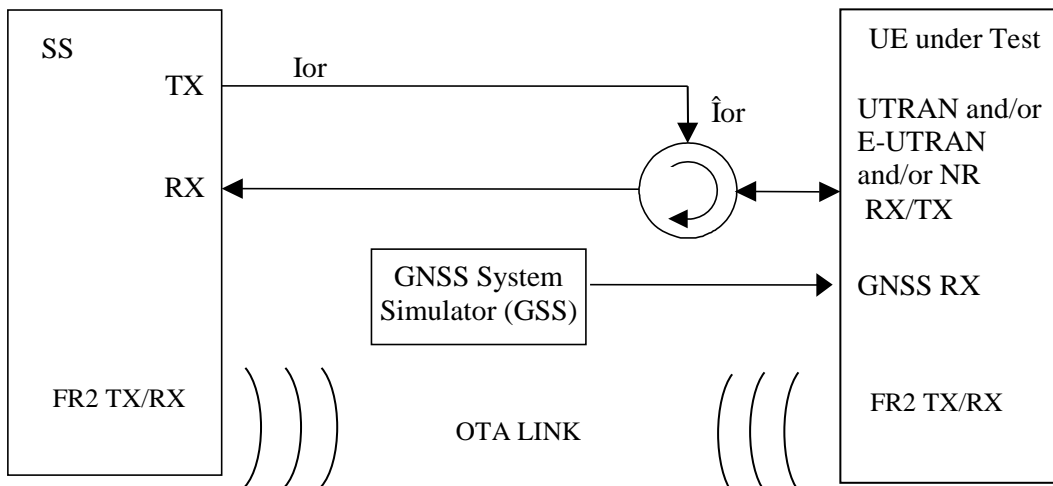 SS
TX
RX
FR2 TX/RX
Ior
Îor
GNSS System
Simulator (GSS)
OTA LINK
UE under Test
UTRAN and/or
E-UTRAN
and/or NR
RX/TX
GNSS RX
FR2 TX/RX